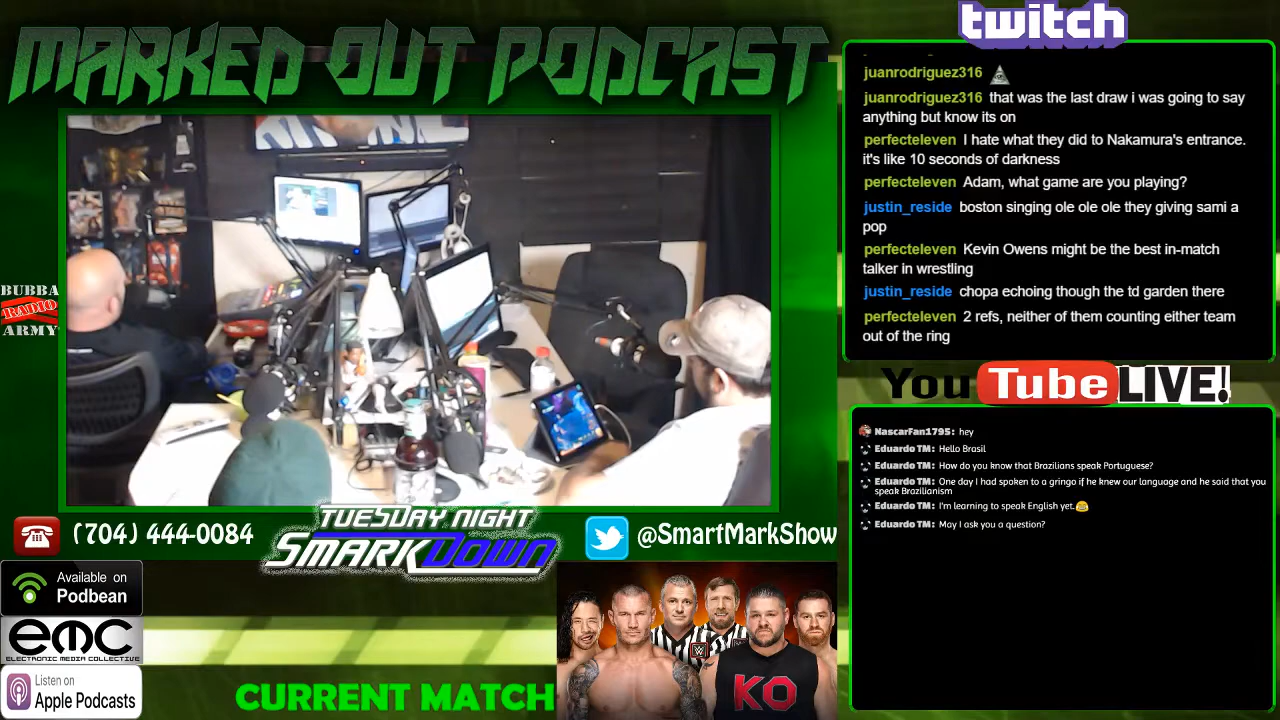 MARKED OUT PODCAST
twitch
juanrodriguez316
juanrodriguez316 that was the last draw i was going to say
anything but know its on
perfecteleven I hate what they did to Nakamura's entrance.
it's like 10 seconds of darkness
perfecteleven Adam, what game are you playing?
justin_reside boston singing ole ole ole they giving sami a
pop
perfecteleven Kevin Owens might be the best in-match
talker in wrestling
justin_reside chopa echoing though the td garden there
perfecteleven 2 refs, neither of them counting either team
out of the ring
BUBBA
RADIO
ARMY
YouTube LIVE!
NascarFan1795: hey
Eduardo TM: Hello Brasil
Eduardo TM: How do you know that Brazilians speak Portuguese?
Eduardo TM: One day I had spoken to a gringo if he knew our language and he said that you
speak Brazilianism
Eduardo TM: I'm learning to speak English yet.
Eduardo TM: May I ask you a question?
(704) 444-0084
TUESDAY NIGHT
SMARKDOWN
@SmartMarkShow
Available on
Podbean
emc
ELECTRONIC MEDIA COLLECTIVE
Listen on
Apple Podcasts
CURRENT MATCH
KO